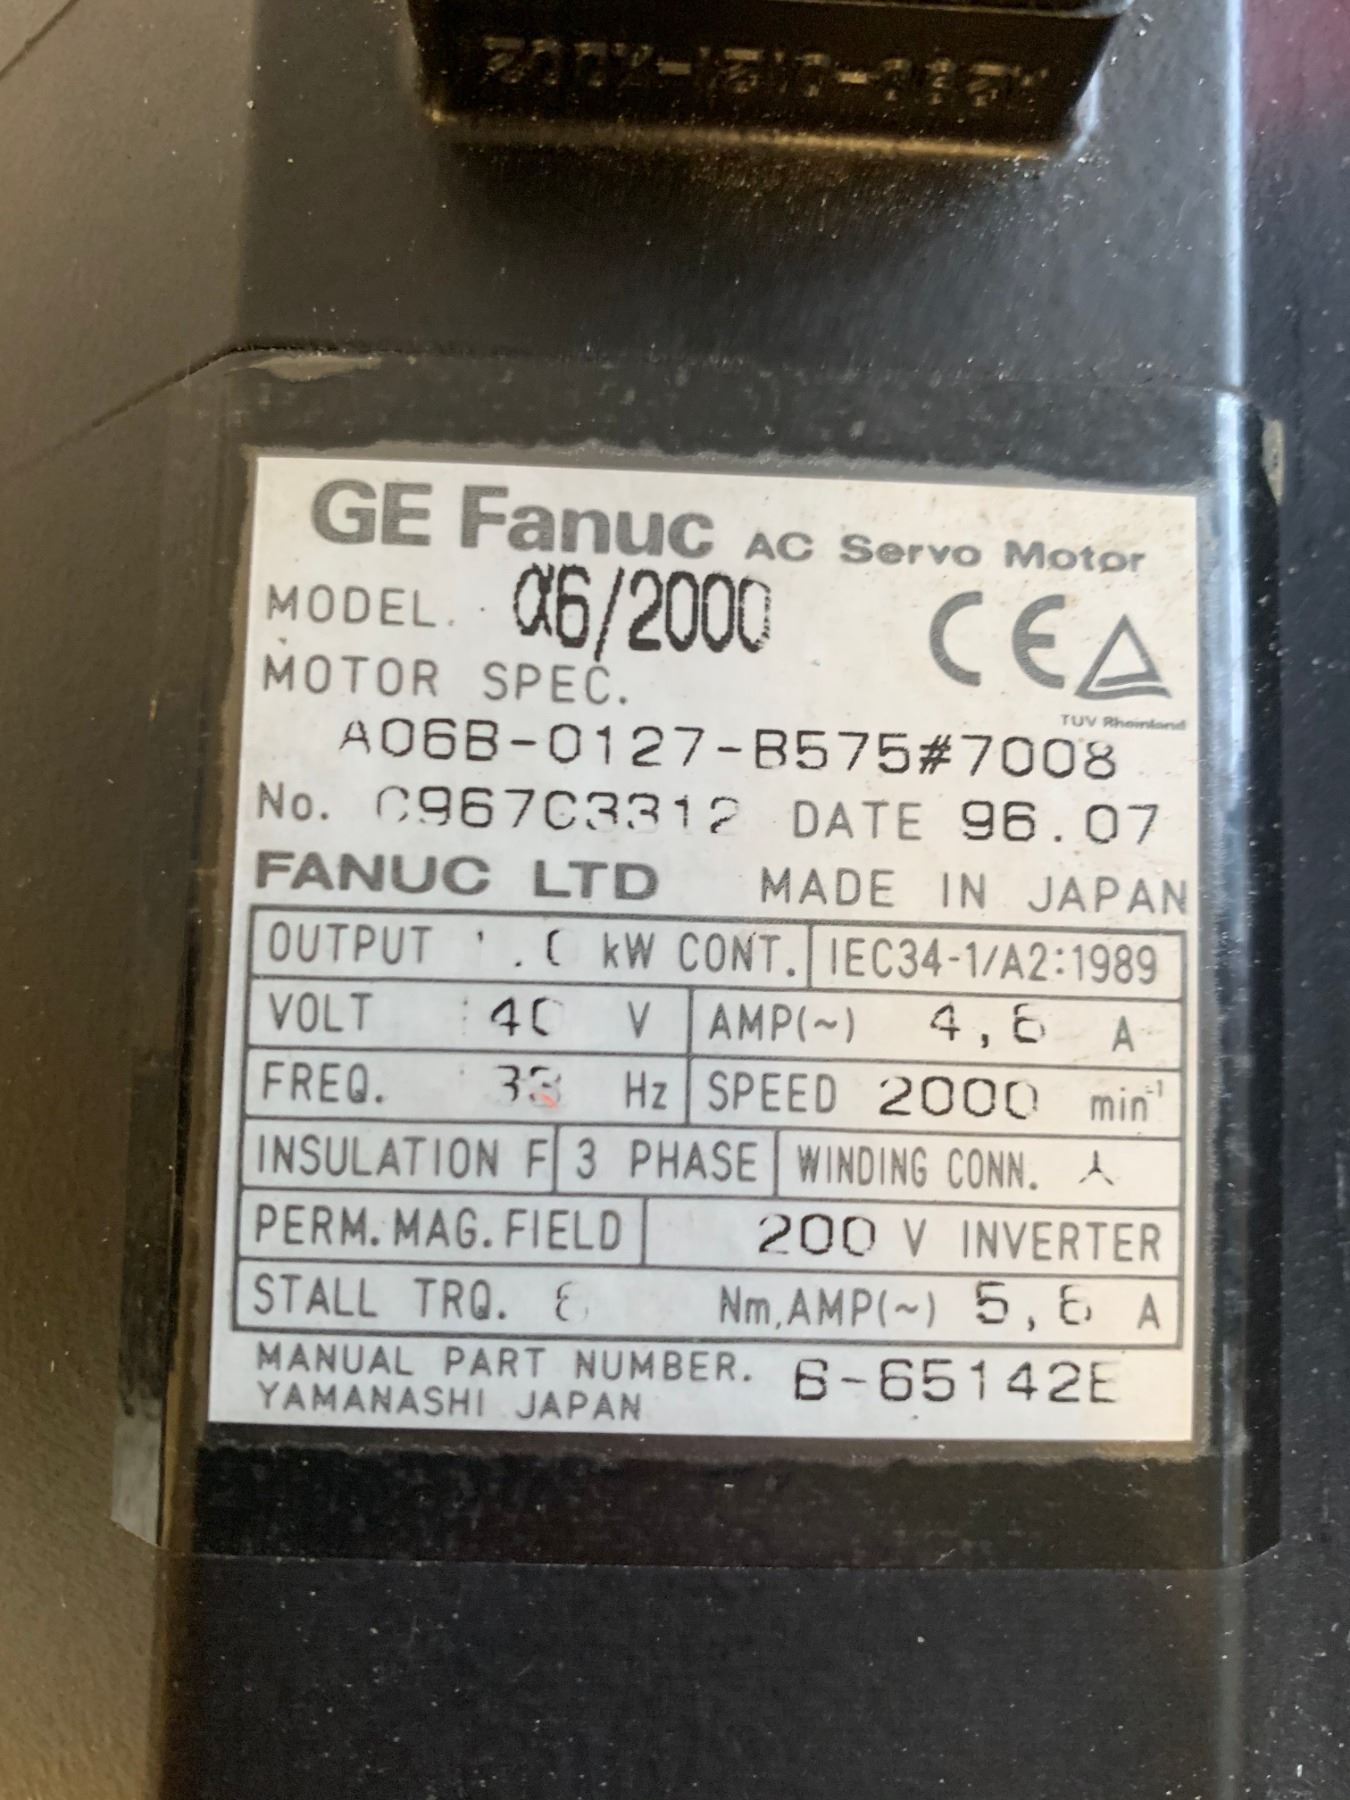 GE Fanuc AC Servo Motor
MODEL. α6/2000
CE
TUV Rheinland
MOTOR SPEC.
A06B-0127-B575#7008
No. C967C3312 DATE 96.07
FANUC LTD MADE IN JAPAN
OUTPUT kW CONT. IEC34-1/A2:1989
VOLT V AMP(~) A
FREQ. Hz SPEED 2000 min⁻¹
INSULATION F 3 PHASE WINDING CONN.
PERM.MAG.FIELD 200 V INVERTER
STALL TRQ. Nm,AMP(~) A
MANUAL PART NUMBER. B-65142E
YAMANASHI JAPAN